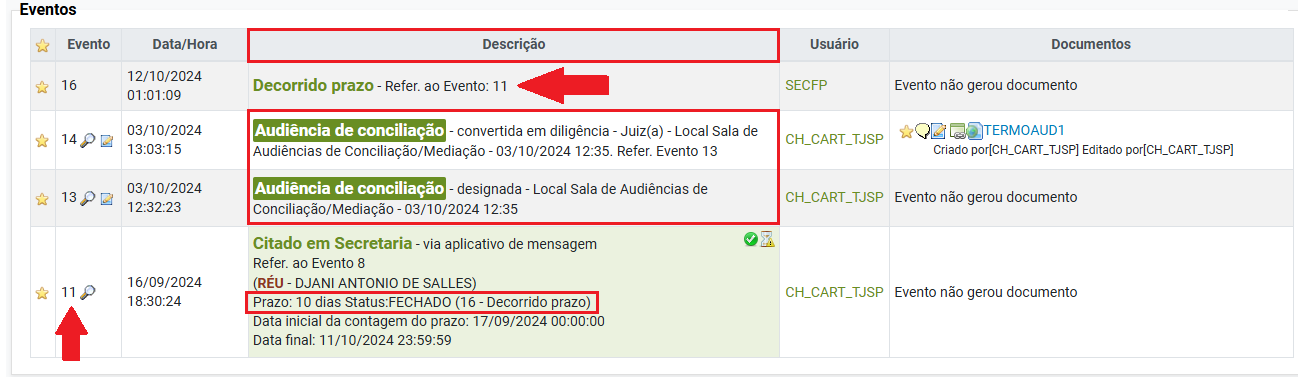 Eventos
Evento Data/Hora Descrição Usuário Documentos
16 12/10/2024 01:01:09 Decorrido prazo - Refer. ao Evento: 11 SECFP Evento não gerou documento
14 03/10/2024 13:03:15 Audiência de conciliação - convertida em diligência - Juiz(a) - Local Sala de
Audiências de Conciliação/Mediação - 03/10/2024 12:35. Refer. Evento 13
CH_CART_TJSP TERMOAUD1
Criado por[CH_CART_TJSP] Editado por[CH_CART_TJSP]
13 03/10/2024 12:32:23 Audiência de conciliação - designada - Local Sala de Audiências de
Conciliação/Mediação - 03/10/2024 12:35
CH_CART_TJSP Evento não gerou documento
11 16/09/2024 18:30:24 Citado em Secretaria - via aplicativo de mensagem
Refer. ao Evento 8
(RÉU - DJANI ANTONIO DE SALLES)
Prazo: 10 dias Status:FECHADO (16 - Decorrido prazo)
Data inicial da contagem do prazo: 17/09/2024 00:00:00
Data final: 11/10/2024 23:59:59
CH_CART_TJSP Evento não gerou documento